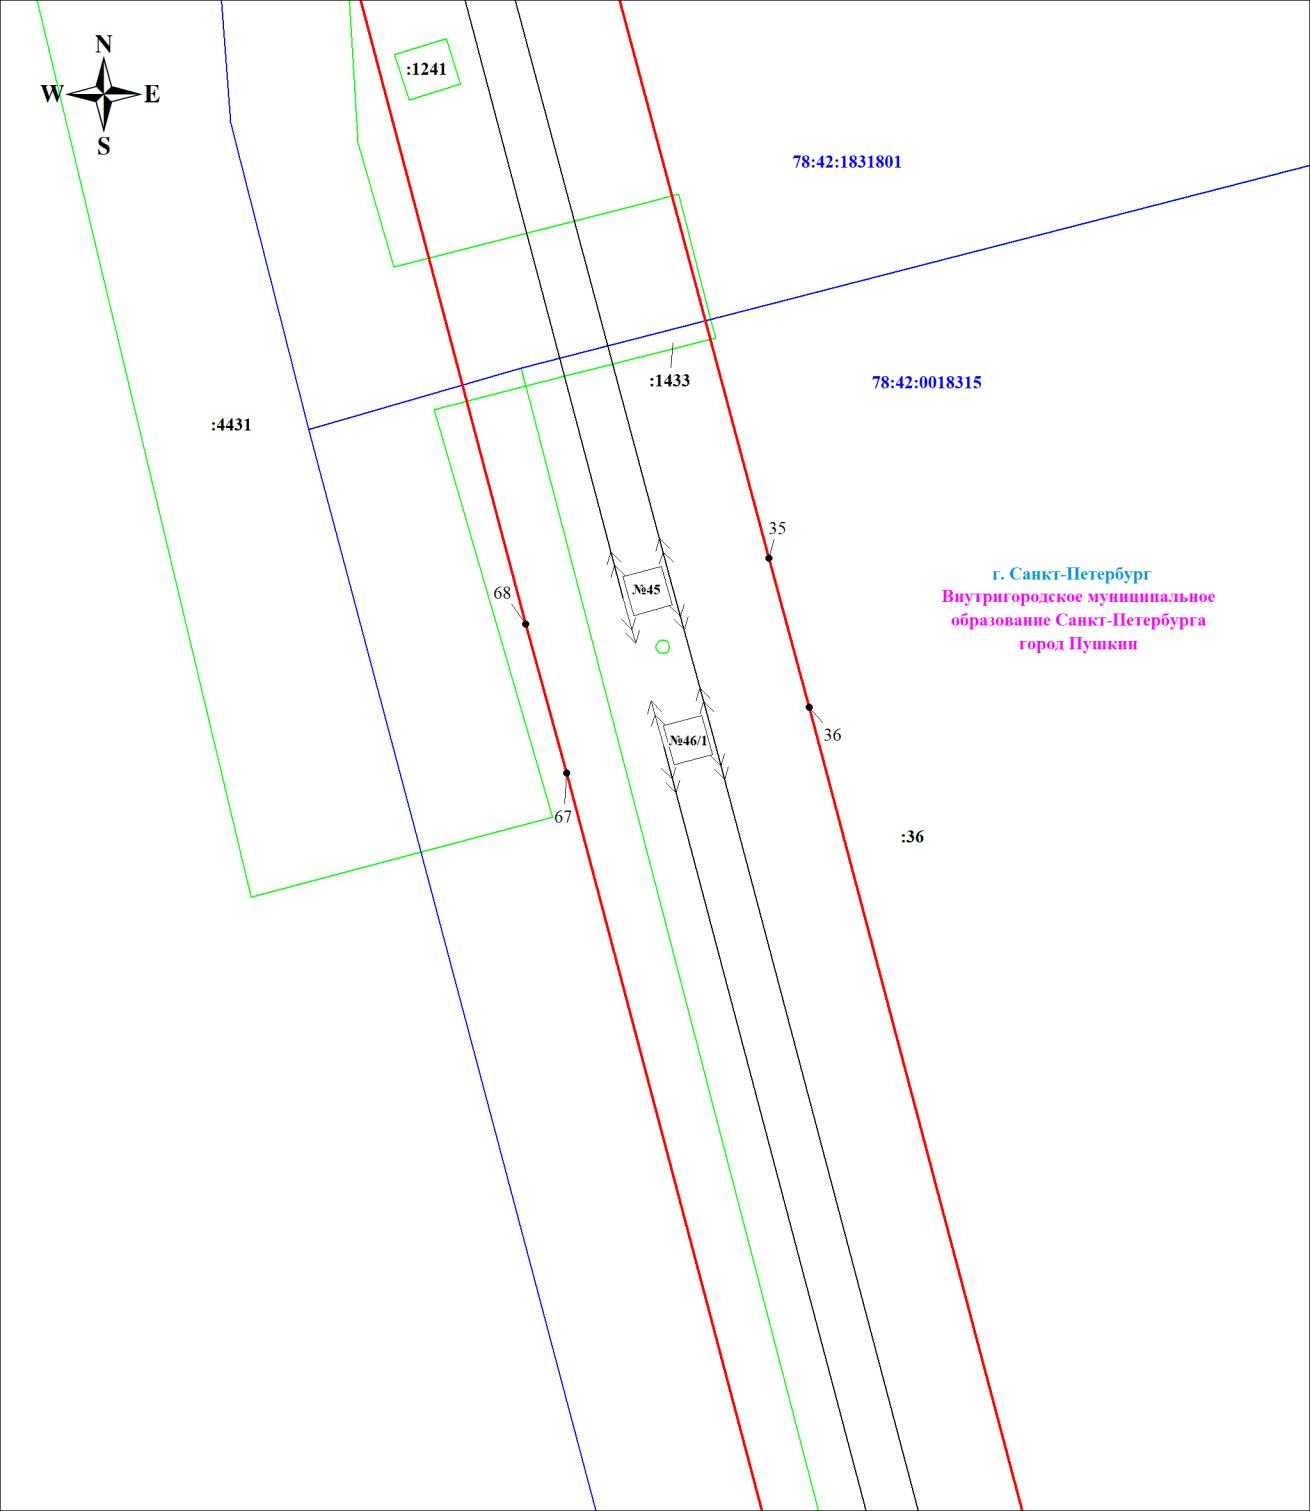 N
W E
S
:1241
78:42:1831801
:1433
78:42:0018315
:4431
35
г. Санкт-Петербург
Внутригородское муниципальное
образование Санкт-Петербурга
город Пушкин
68
№45
36
№46/1
67
:36